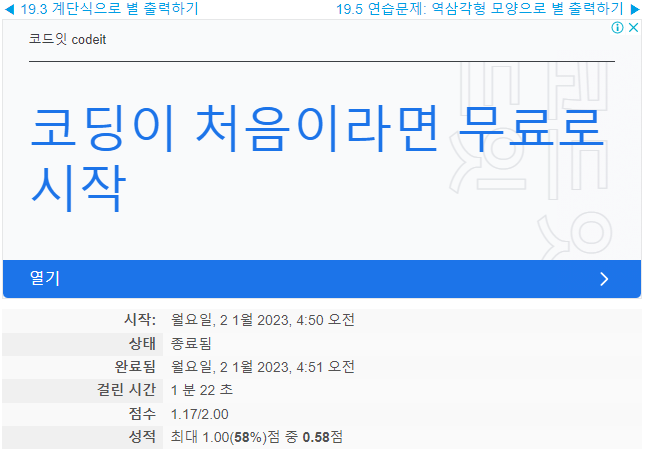 ◀ 19.3 계단식으로 별 출력하기 19.5 연습문제: 역삼각형 모양으로 별 출력하기 ▶
코드잇 codeit
코딩이 처음이라면 무료로
시작
코드잇
열기
시작: 월요일, 2 1월 2023, 4:50 오전
상태 종료됨
완료됨 월요일, 2 1월 2023, 4:51 오전
걸린 시간 1 분 22 초
점수 1.17/2.00
성적 최대 1.00(58%)점 중 0.58점